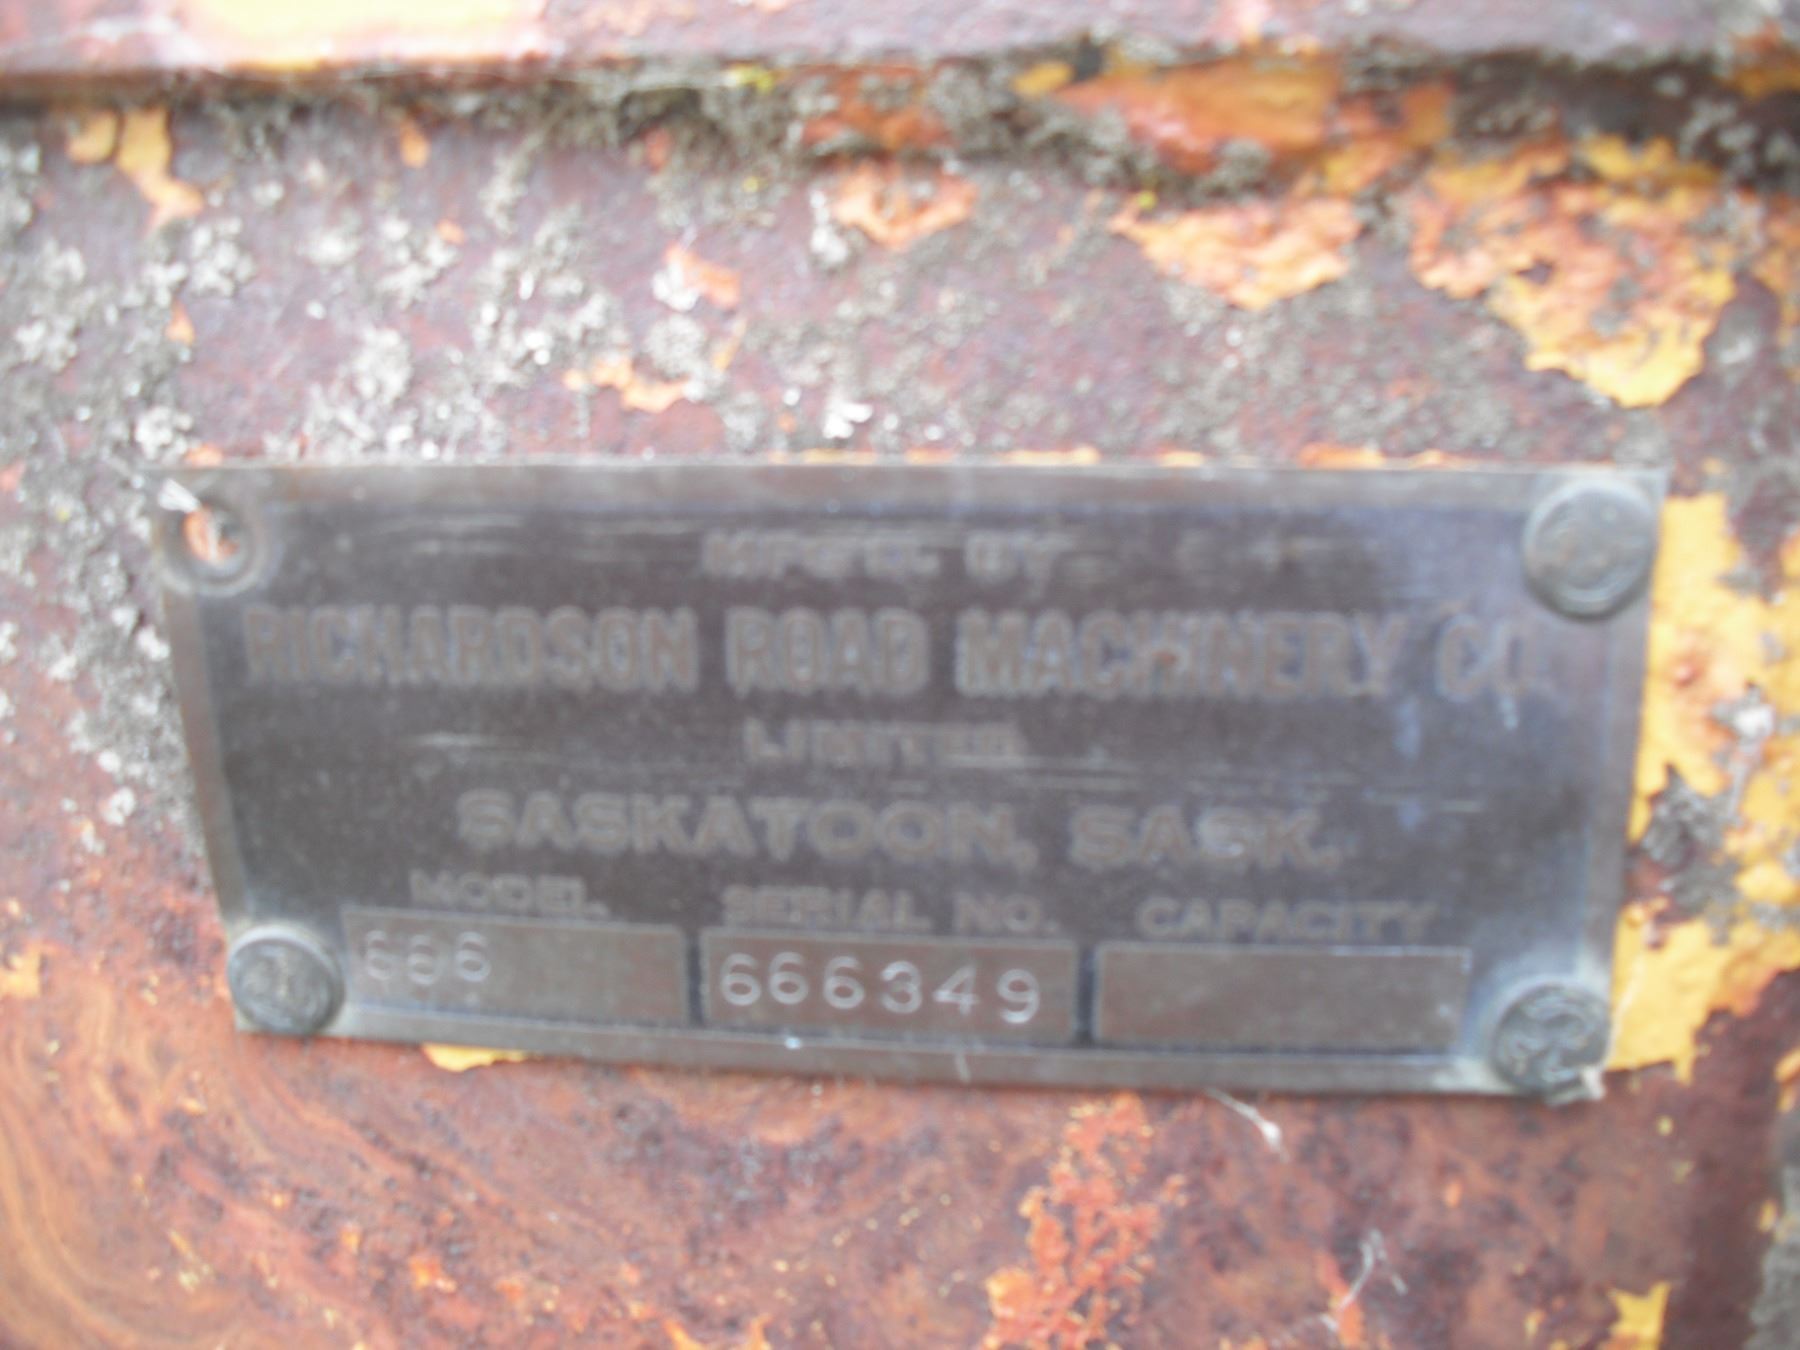 MFG'D. BY
RICHARDSON ROAD MACHINERY CO.
LIMITED
SASKATOON, SASK.
MODEL. SERIAL NO. CAPACITY
666 666349